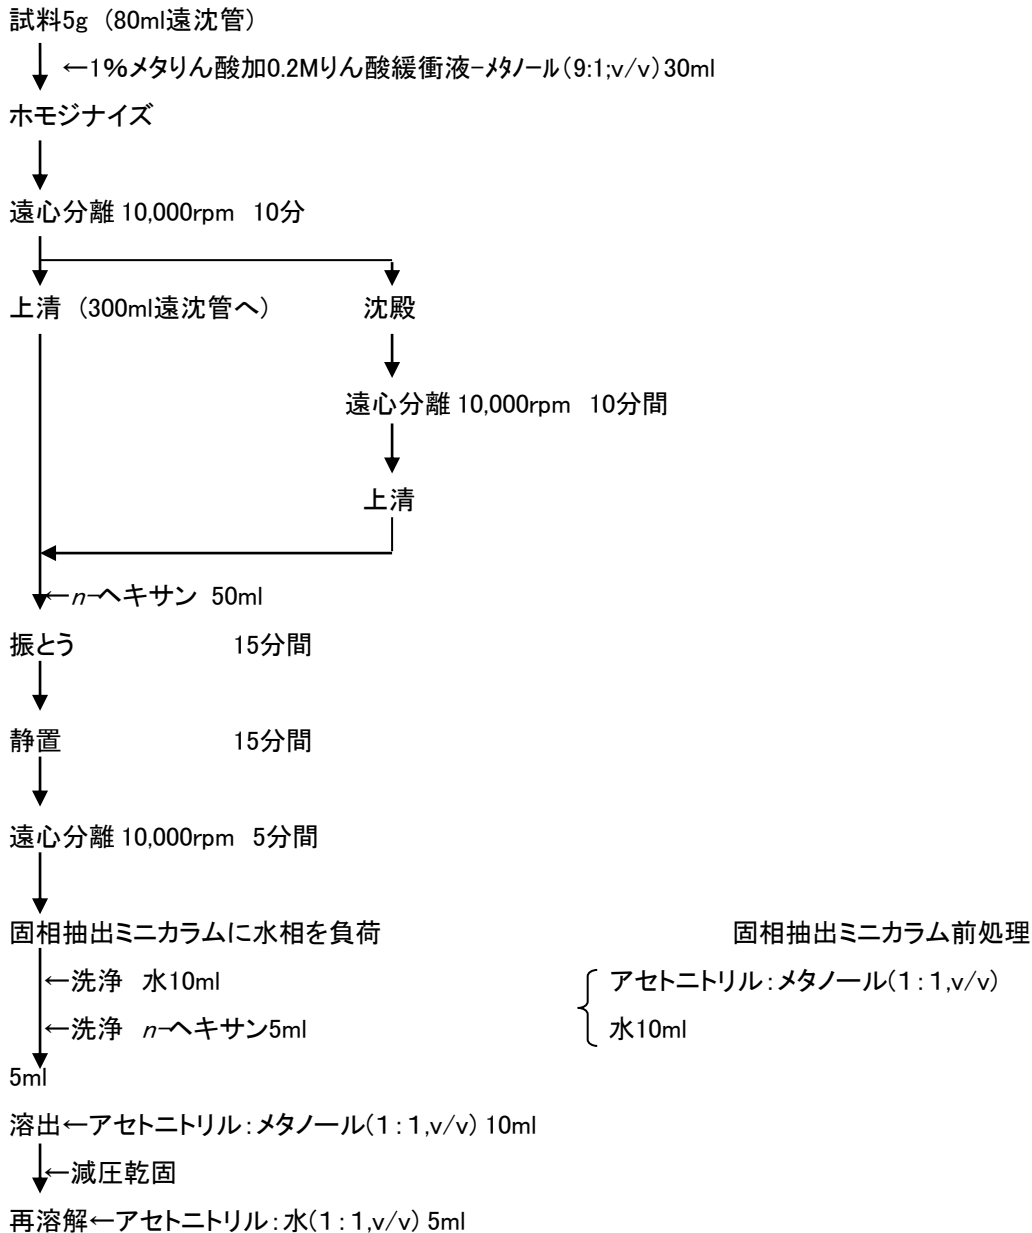 試料5g (80ml遠沈管)
←1%メタりん酸加0.2Mりん酸緩衝液-メタノール(9:1;v/v)30ml
ホモジナイズ
遠心分離 10,000rpm 10分
上清 (300ml遠沈管へ) 沈殿
遠心分離 10,000rpm 10分間
上清
←n-ヘキサン 50ml
振とう 15分間
静置 15分間
遠心分離 10,000rpm 5分間
固相抽出ミニカラムに水相を負荷 固相抽出ミニカラム前処理
←洗浄 水10ml アセトニトリル:メタノール(1:1,v/v)
←洗浄 n-ヘキサン5ml 水10ml
5ml
溶出←アセトニトリル:メタノール(1:1,v/v) 10ml
←減圧乾固
再溶解←アセトニトリル:水(1:1,v/v) 5ml